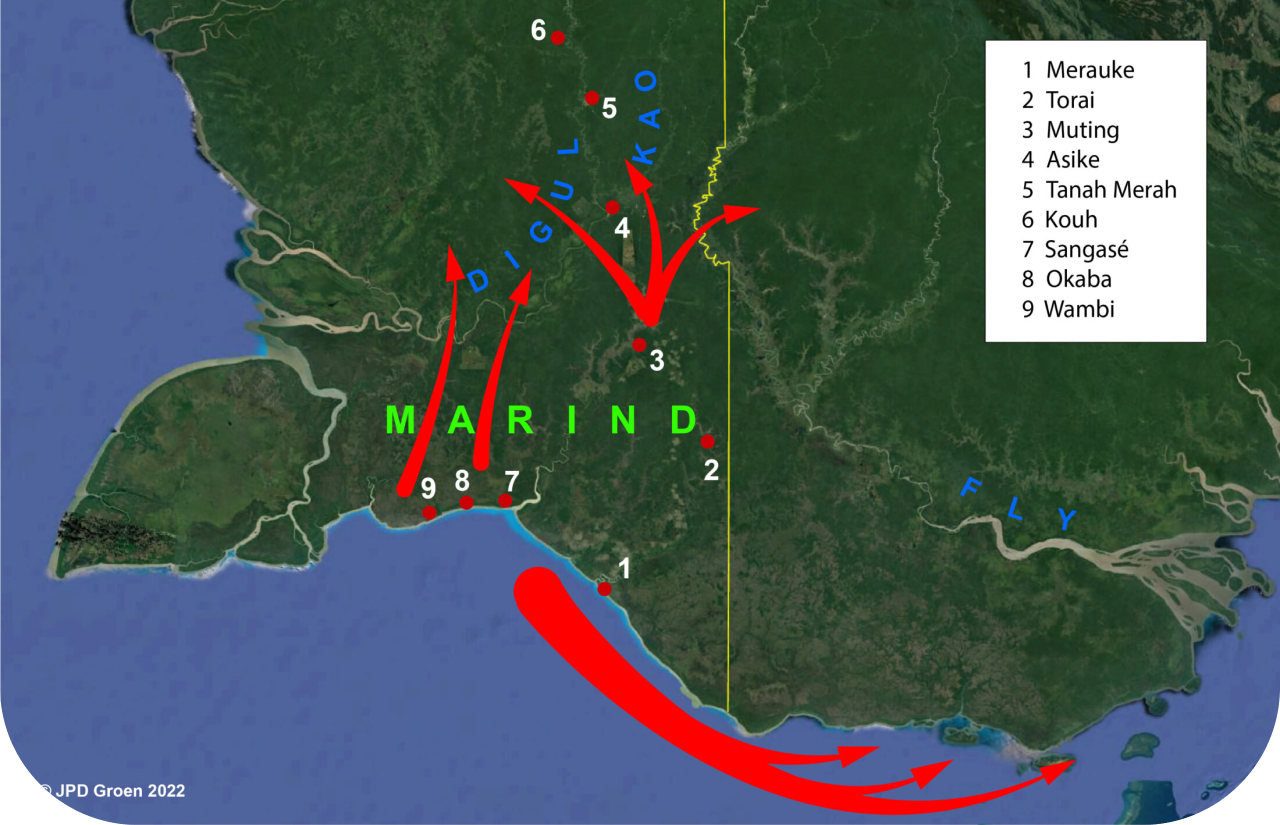 6
5
KAO
DIGUL
4
3
MARIND
2
9
8
7
1
FLY
1 Merauke
2 Torai
3 Muting
4 Asike
5 Tanah Merah
6 Kouh
7 Sangasé
8 Okaba
9 Wambi
© JPD Groen 2022